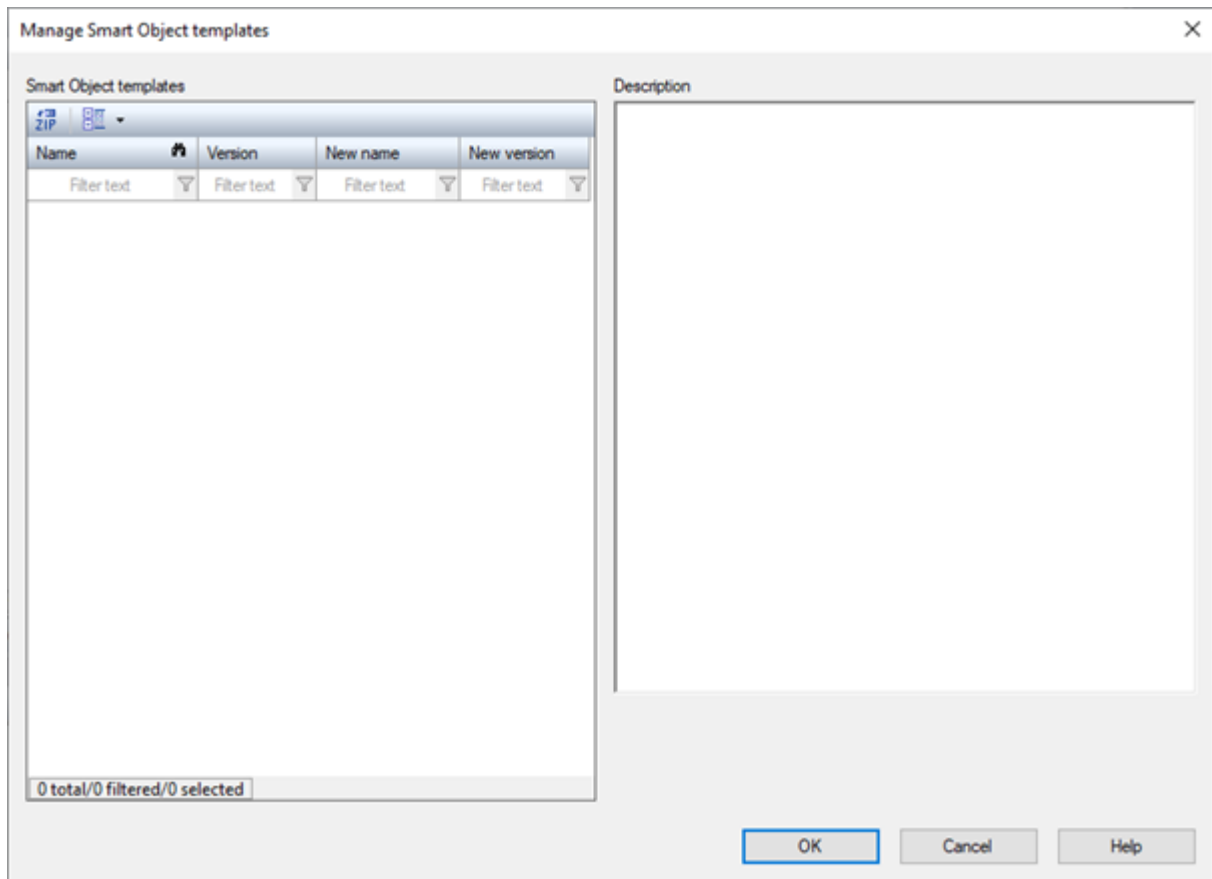 Manage Smart Object templates
Smart Object templates
Description
ZIP
Name Version New name New version
Filter text Filter text Filter text Filter text
0 total/0 filtered/0 selected
OK Cancel Help